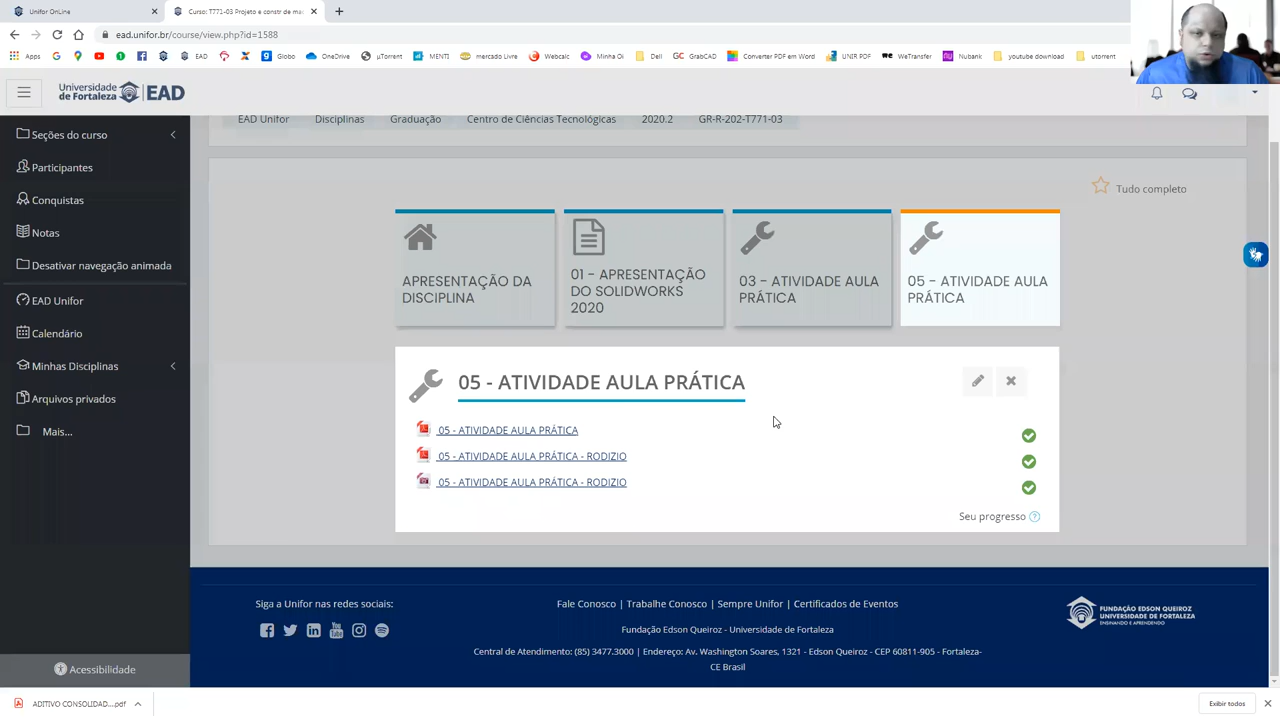 Unifor OnLine
EAD Curso: T771-03 Projeto e constr de ma
ead.unifor.br/course/view.php?id=1588
Apps G EAD Globo OneDrive µTorrent MENTI mercado Livre Webcalc Minha Oi Dell GC GrabCAD Converter PDF em Word UNIR PDF we WeTransfer nu Nubank youtube download utorrent
Universidade de Fortaleza EAD
EAD Unifor Disciplinas Graduação Centro de Ciências Tecnológicas 2020.2 GR-R-202-T771-03
Seções do curso
Participantes
Conquistas
Notas
Desativar navegação animada
EAD Unifor
Calendário
Minhas Disciplinas
Arquivos privados
Mais...
Acessibilidade
Tudo completo
APRESENTAÇÃO DA
DISCIPLINA
01 - APRESENTAÇÃO
DO SOLIDWORKS
2020
03 - ATIVIDADE AULA
PRÁTICA
05 - ATIVIDADE AULA
PRÁTICA
05 - ATIVIDADE AULA PRÁTICA
05 - ATIVIDADE AULA PRÁTICA
05 - ATIVIDADE AULA PRÁTICA - RODIZIO
05 - ATIVIDADE AULA PRÁTICA - RODIZIO
Seu progresso
Siga a Unifor nas redes sociais:
Fale Conosco | Trabalhe Conosco | Sempre Unifor | Certificados de Eventos
Fundação Edson Queiroz - Universidade de Fortaleza
Central de Atendimento: (85) 3477.3000 | Endereço: Av. Washington Soares, 1321 - Edson Queiroz - CEP 60811-905 - Fortaleza-
CE Brasil
FUNDAÇÃO EDSON QUEIROZ
UNIVERSIDADE DE FORTALEZA
ENSINANDO E APRENDENDO
ADITIVO CONSOLIDAD....pdf
Exibir todos